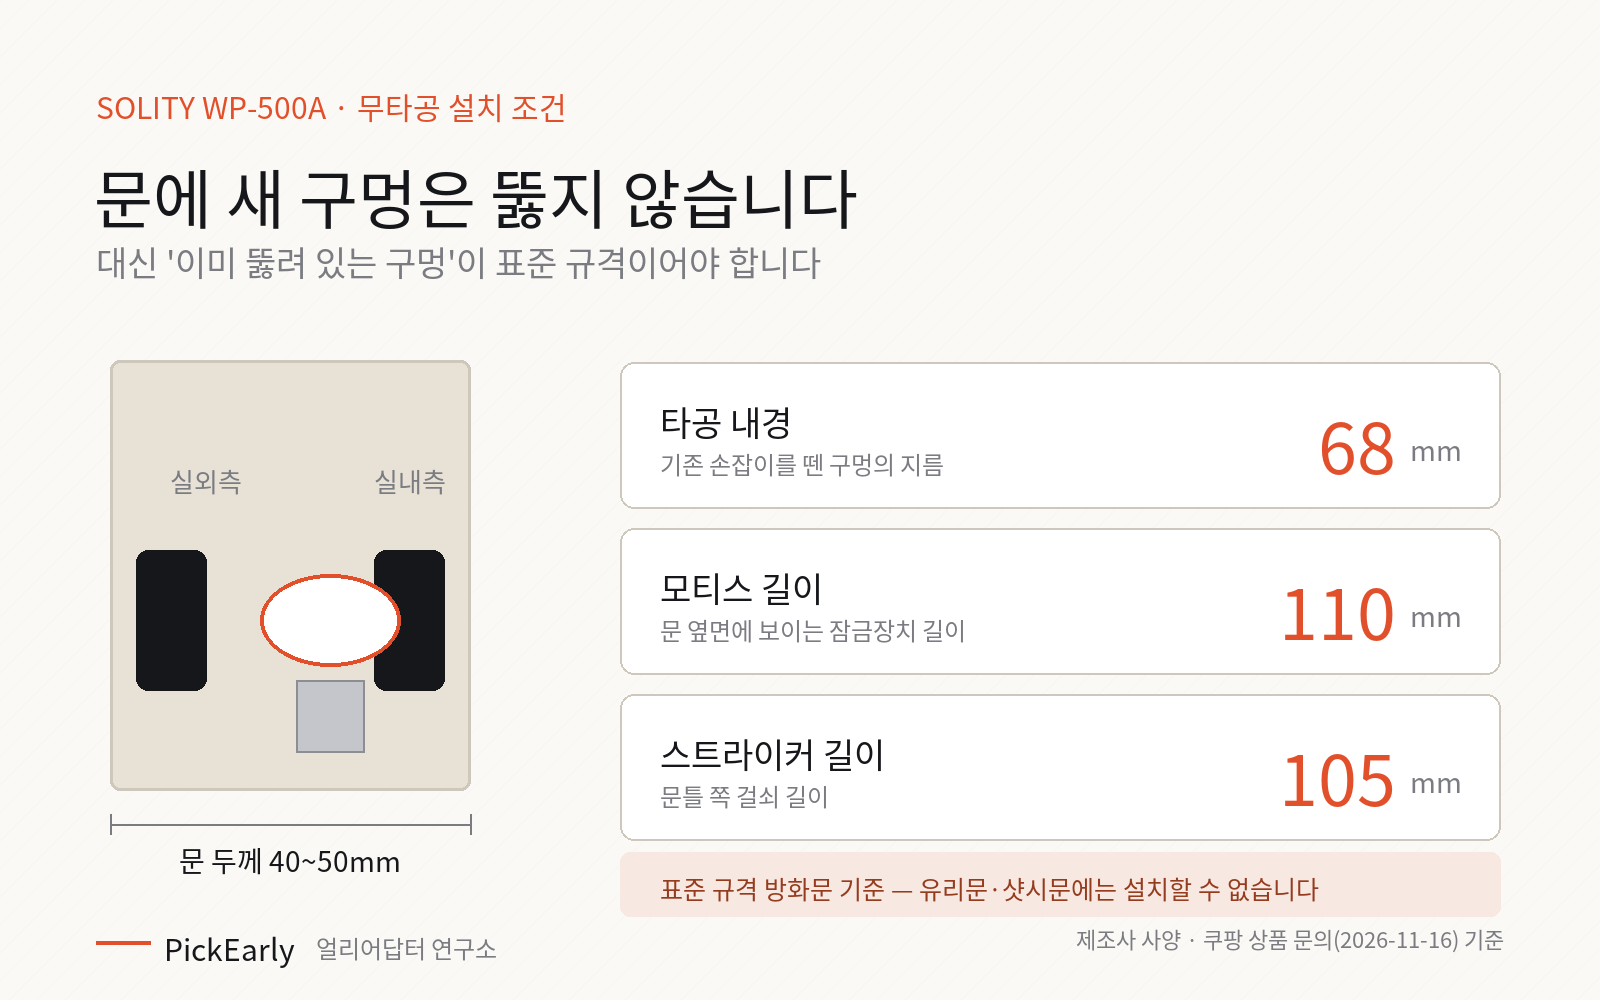 SOLITY WP-500A · 무타공 설치 조건
문에 새 구멍은 뚫지 않습니다
대신 '이미 뚫려 있는 구멍'이 표준 규격이어야 합니다
실외측
실내측
문 두께 40~50mm
타공 내경
기존 손잡이를 뗀 구멍의 지름
68 mm
모티스 길이
문 옆면에 보이는 잠금장치 길이
110 mm
스트라이커 길이
문틀 쪽 걸쇠 길이
105 mm
표준 규격 방화문 기준 — 유리문·샷시문에는 설치할 수 없습니다
PickEarly 얼리어답터 연구소
제조사 사양 · 쿠팡 상품 문의(2026-11-16) 기준